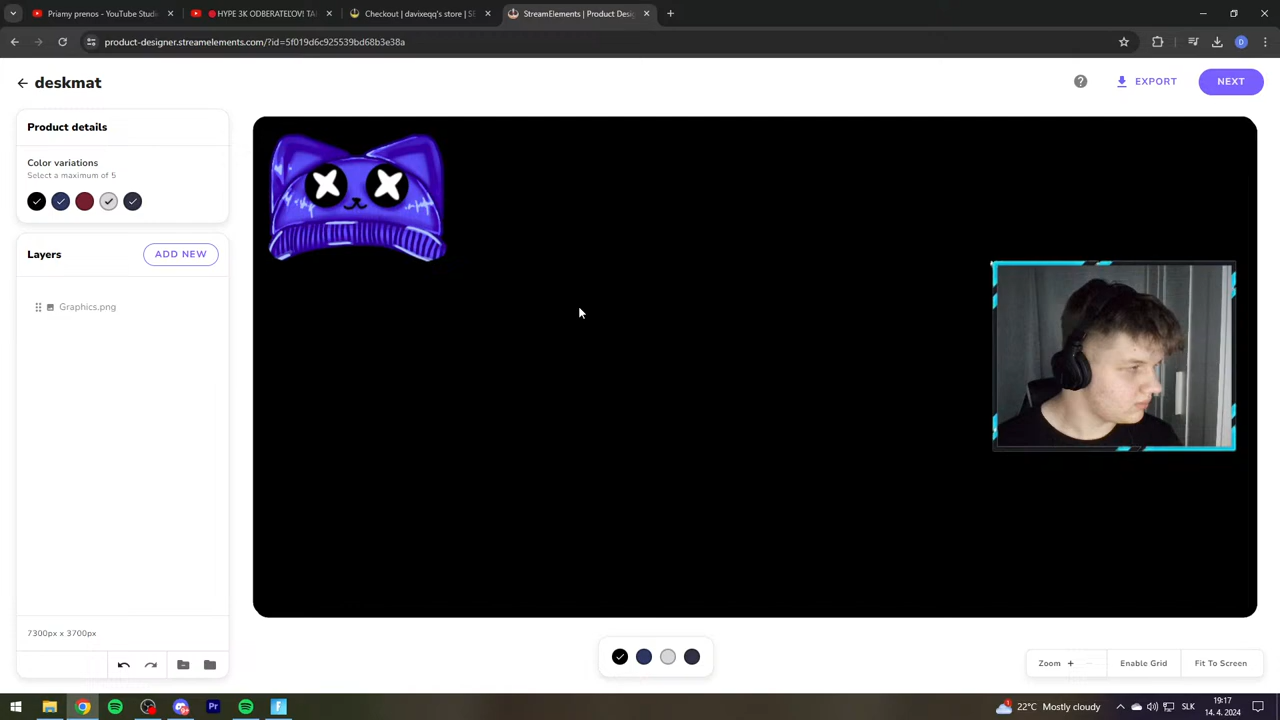 Priamy prenos - YouTube Studi
HYPE 3K ODBERATEĽOV! TA
Checkout | davixeqq's store | S
StreamElements | Product Desi
product-designer.streamelements.com/?id=5f019d6c925539bd68b3e38a
D
deskmat
EXPORT
NEXT
Product details
Color variations
Select a maximum of 5
Layers
ADD NEW
Graphics.png
7300px x 3700px
Zoom + −
Enable Grid
Fit To Screen
22°C Mostly cloudy
SLK
19:17
14. 4. 2024